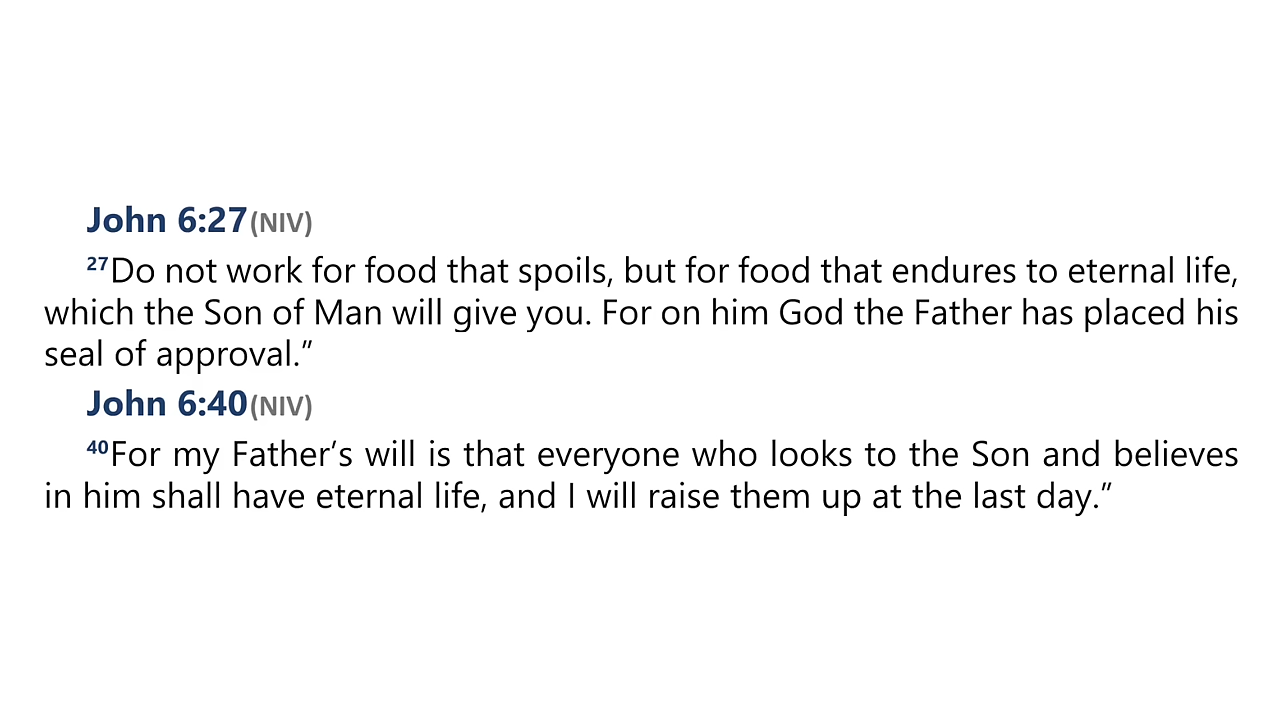 John 6:27(NIV)
27Do not work for food that spoils, but for food that endures to eternal life,
which the Son of Man will give you. For on him God the Father has placed his
seal of approval.”
John 6:40(NIV)
40For my Father’s will is that everyone who looks to the Son and believes
in him shall have eternal life, and I will raise them up at the last day.”